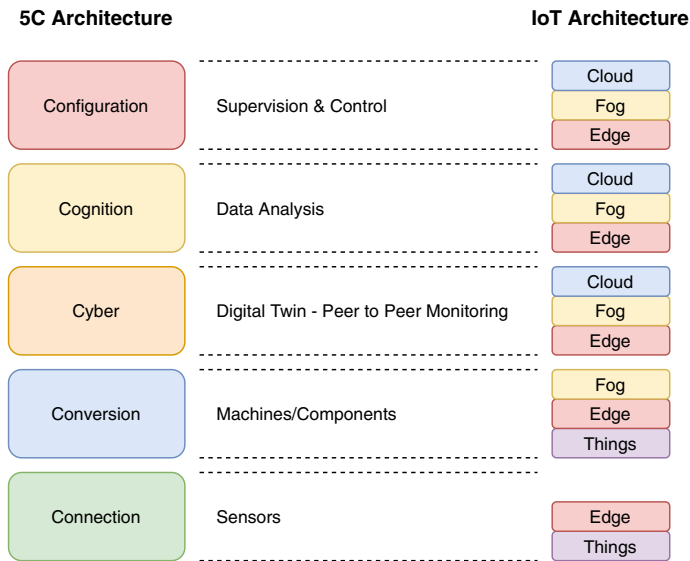 5C Architecture
IoT Architecture
Configuration
Supervision & Control
Cloud
Fog
Edge
Cognition
Data Analysis
Cloud
Fog
Edge
Cyber
Digital Twin - Peer to Peer Monitoring
Cloud
Fog
Edge
Conversion
Machines/Components
Fog
Edge
Things
Connection
Sensors
Edge
Things